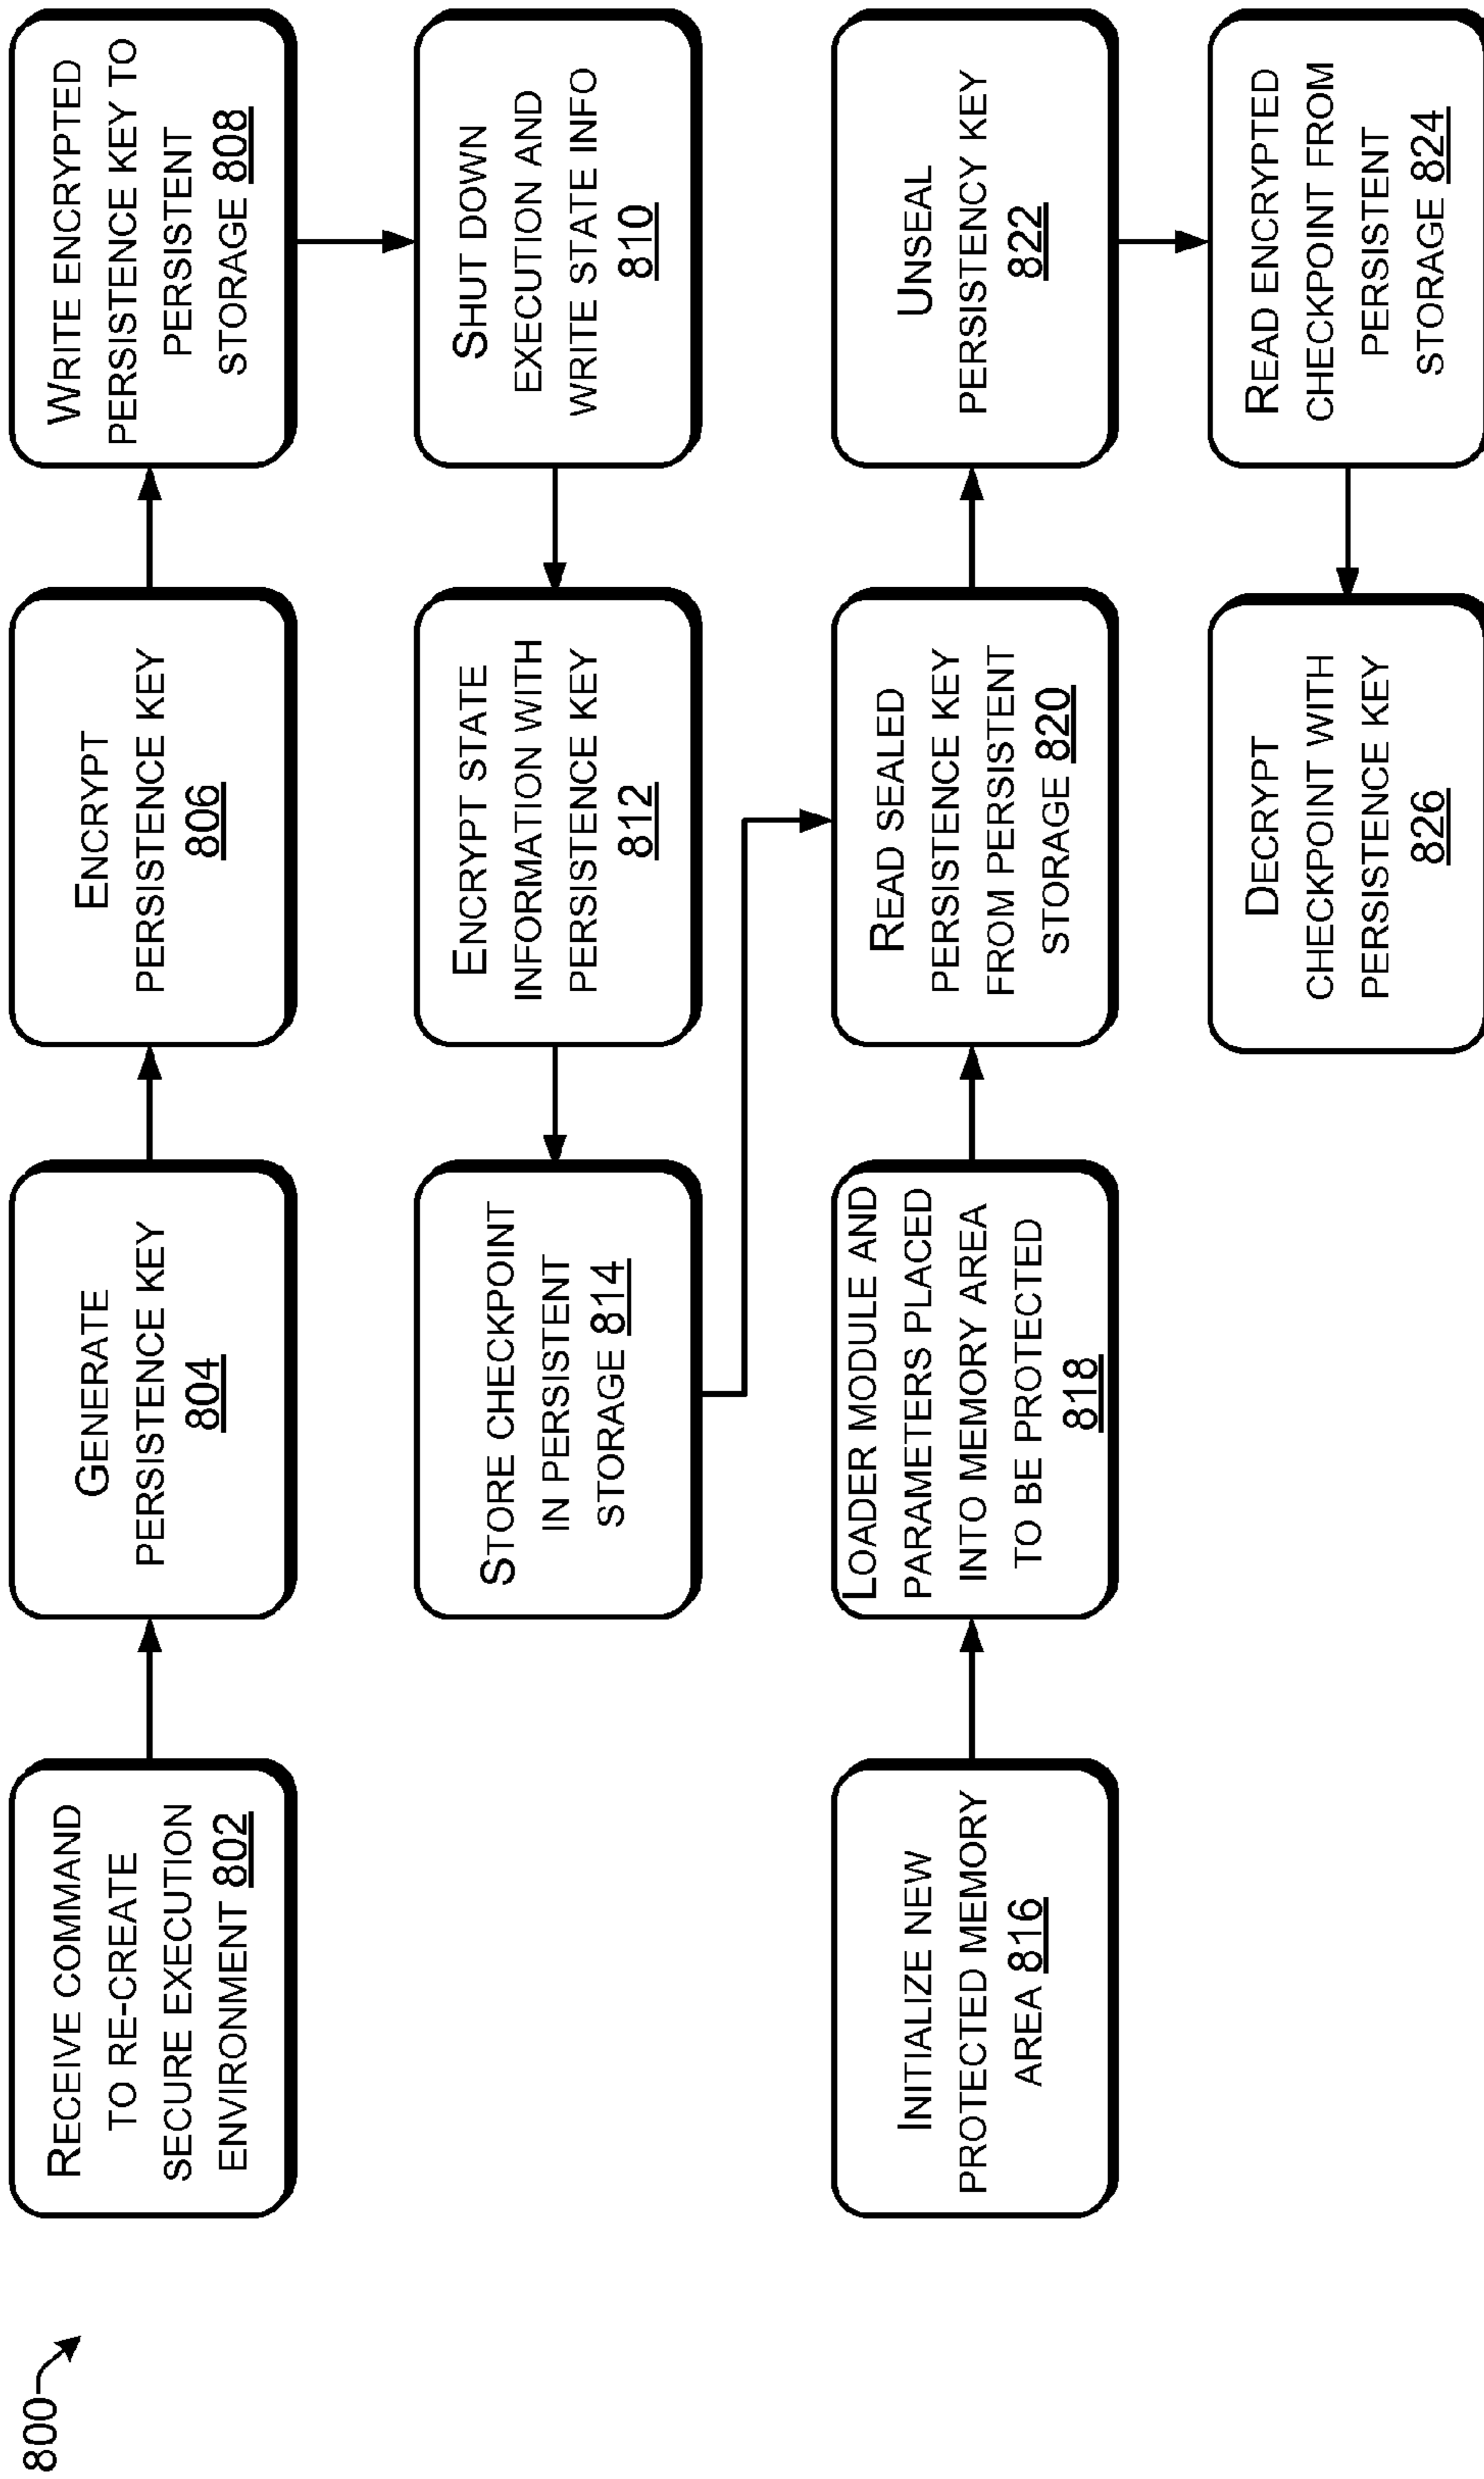 800
RECEIVE COMMAND
TO RE-CREATE
SECURE EXECUTION
ENVIRONMENT 802
GENERATE
PERSISTENCE KEY
804
ENCRYPT
PERSISTENCE KEY
806
WRITE ENCRYPTED
PERSISTENCE KEY TO
PERSISTENT
STORAGE 808
SHUT DOWN
EXECUTION AND
WRITE STATE INFO
810
ENCRYPT STATE
INFORMATION WITH
PERSISTENCE KEY
812
STORE CHECKPOINT
IN PERSISTENT
STORAGE 814
INITIALIZE NEW
PROTECTED MEMORY
AREA 816
LOADER MODULE AND
PARAMETERS PLACED
INTO MEMORY AREA
TO BE PROTECTED
818
READ SEALED
PERSISTENCE KEY
FROM PERSISTENT
STORAGE 820
UNSEAL
PERSISTENCY KEY
822
READ ENCRYPTED
CHECKPOINT FROM
PERSISTENT
STORAGE 824
DECRYPT
CHECKPOINT WITH
PERSISTENCE KEY
826